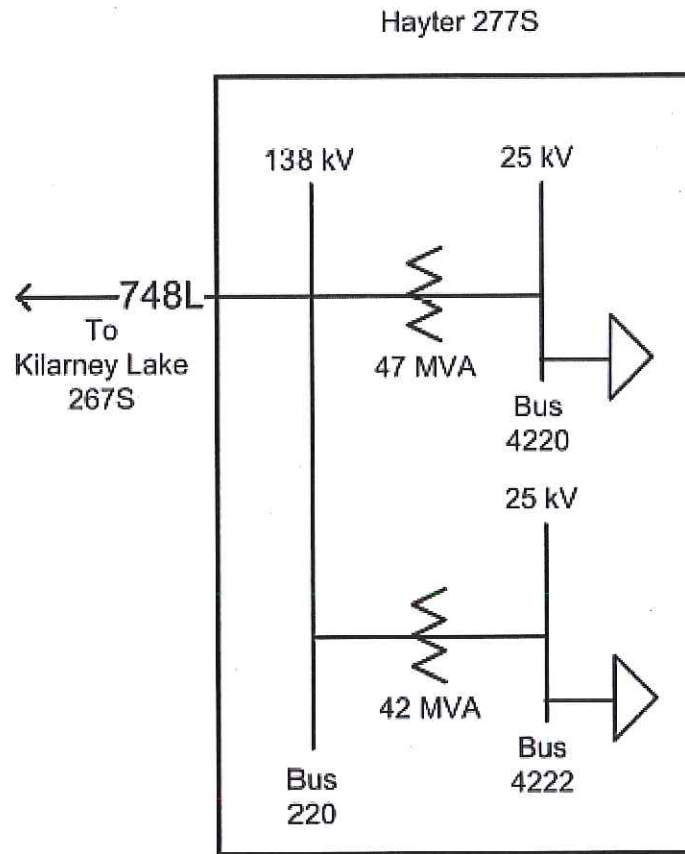 Hayter 277S
138 kV
25 kV
748L
To
Kilarney Lake
267S
47 MVA
Bus
4220
25 kV
42 MVA
Bus
4222
Bus
220